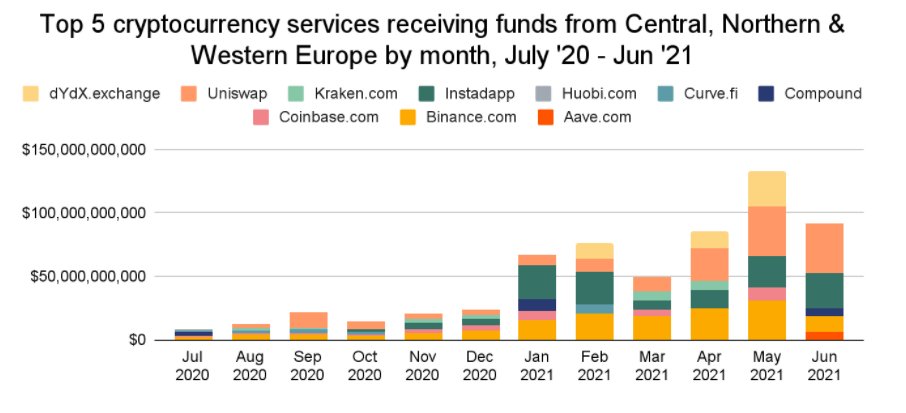 Top 5 cryptocurrency services receiving funds from Central, Northern &
Western Europe by month, July '20 - Jun '21
dYdX.exchange Uniswap Kraken.com Instadapp Huobi.com Curve.fi Compound
Coinbase.com Binance.com Aave.com
$150,000,000,000
$100,000,000,000
$50,000,000,000
$0
Jul Aug Sep Oct Nov Dec Jan Feb Mar Apr May Jun
2020 2020 2020 2020 2020 2020 2021 2021 2021 2021 2021 2021